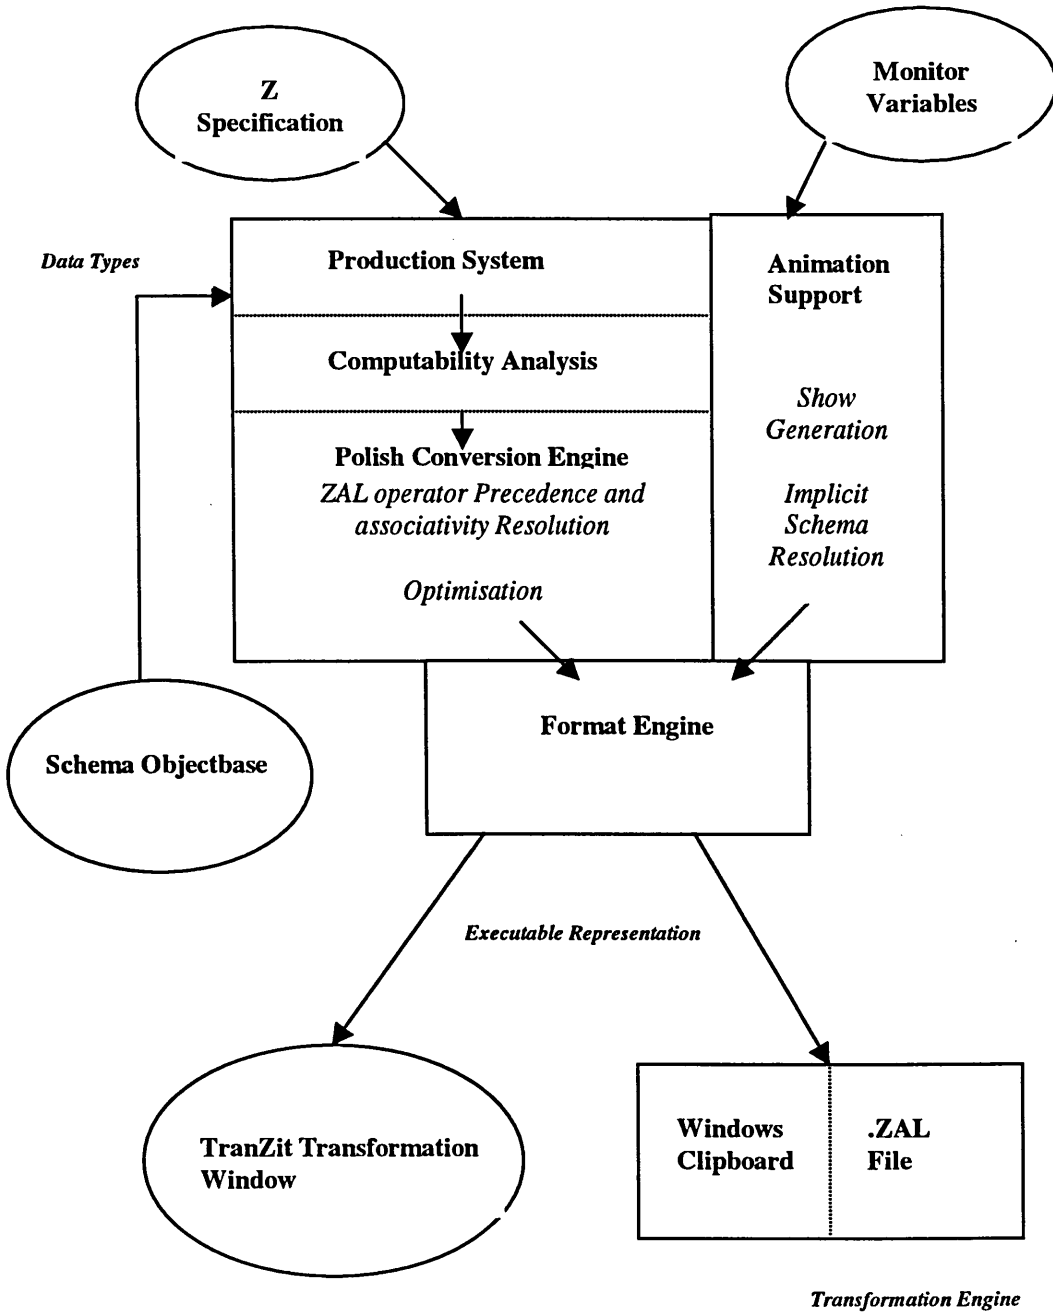 Z
Specification
Monitor
Variables
Data Types
Production System
Animation
Support
Computability Analysis
Show
Generation
Polish Conversion Engine
ZAL operator Precedence and
associativity Resolution
Implicit
Schema
Resolution
Optimisation
Format Engine
Schema Objectbase
Executable Representation
TranZit Transformation
Window
Windows
Clipboard
.ZAL
File
Transformation Engine